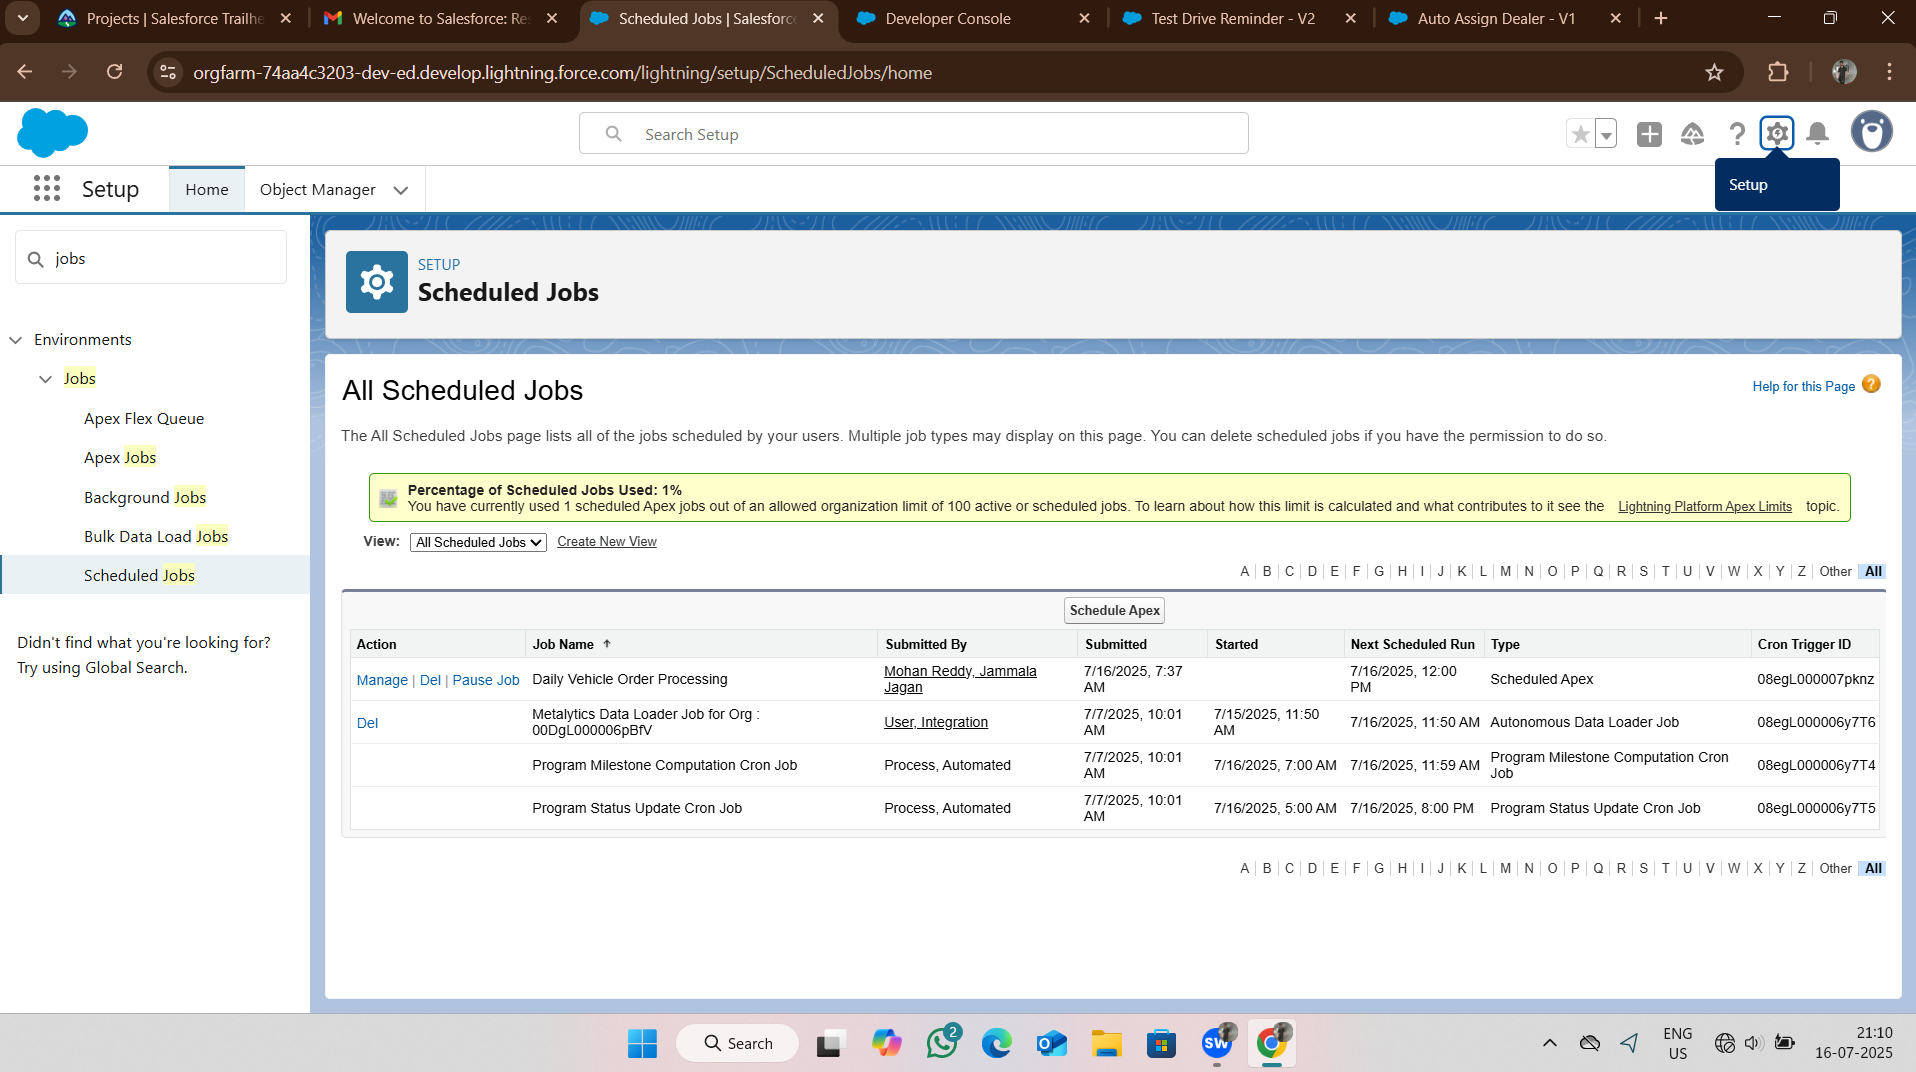 Projects | Salesforce Trailhe
Welcome to Salesforce: Res
Scheduled Jobs | Salesforce
Developer Console
Test Drive Reminder - V2
Auto Assign Dealer - V1
orgfarm-74aa4c3203-dev-ed.develop.lightning.force.com/lightning/setup/ScheduledJobs/home
Search Setup
Setup
Home
Object Manager
Setup
jobs
Environments
Jobs
Apex Flex Queue
Apex Jobs
Background Jobs
Bulk Data Load Jobs
Scheduled Jobs
Didn't find what you're looking for?
Try using Global Search.
SETUP
Scheduled Jobs
All Scheduled Jobs
Help for this Page
The All Scheduled Jobs page lists all of the jobs scheduled by your users. Multiple job types may display on this page. You can delete scheduled jobs if you have the permission to do so.
Percentage of Scheduled Jobs Used: 1%
You have currently used 1 scheduled Apex jobs out of an allowed organization limit of 100 active or scheduled jobs. To learn about how this limit is calculated and what contributes to it see the Lightning Platform Apex Limits topic.
View: All Scheduled Jobs Create New View
A | B | C | D | E | F | G | H | I | J | K | L | M | N | O | P | Q | R | S | T | U | V | W | X | Y | Z | Other | All
Schedule Apex
Action Job Name Submitted By Submitted Started Next Scheduled Run Type Cron Trigger ID
Manage | Del | Pause Job Daily Vehicle Order Processing Mohan Reddy, Jammala Jagan 7/16/2025, 7:37 AM 7/16/2025, 12:00 PM Scheduled Apex 08egL000007pknz
Del Metalytics Data Loader Job for Org : 00DgL000006pBfV User, Integration 7/7/2025, 10:01 AM 7/15/2025, 11:50 AM 7/16/2025, 11:50 AM Autonomous Data Loader Job 08egL000006y7T6
Program Milestone Computation Cron Job Process, Automated 7/7/2025, 10:01 AM 7/16/2025, 7:00 AM 7/16/2025, 11:59 AM Program Milestone Computation Cron Job 08egL000006y7T4
Program Status Update Cron Job Process, Automated 7/7/2025, 10:01 AM 7/16/2025, 5:00 AM 7/16/2025, 8:00 PM Program Status Update Cron Job 08egL000006y7T5
A | B | C | D | E | F | G | H | I | J | K | L | M | N | O | P | Q | R | S | T | U | V | W | X | Y | Z | Other | All
Search
2
SW
ENG
US
21:10
16-07-2025